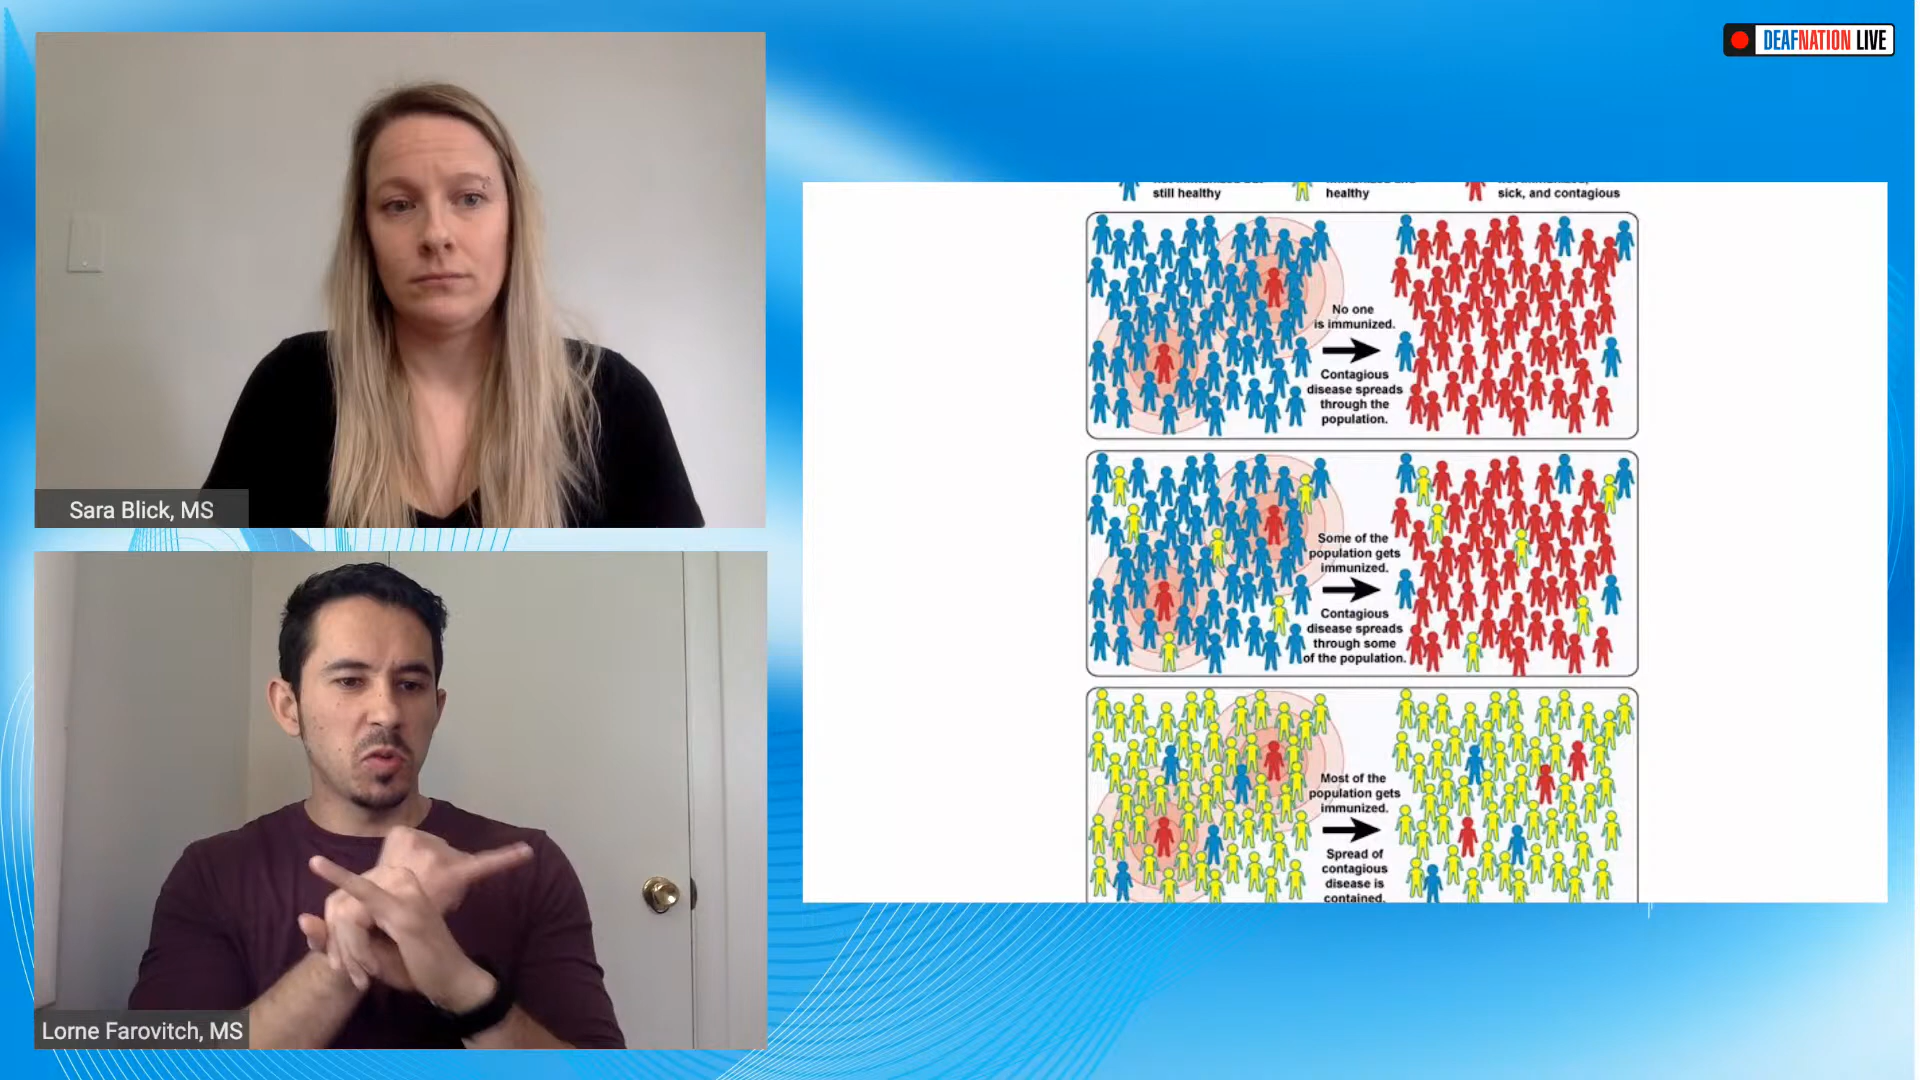 DEAFNATION LIVE
Sara Blick, MS
Lorne Farovitch, MS
still healthy
healthy
sick, and contagious
No one
is immunized.
Contagious
disease spreads
through the
population.
Some of the
population gets
immunized.
Contagious
disease spreads
through some
of the population.
Most of the
population gets
immunized.
Spread of
contagious
disease is
contained.